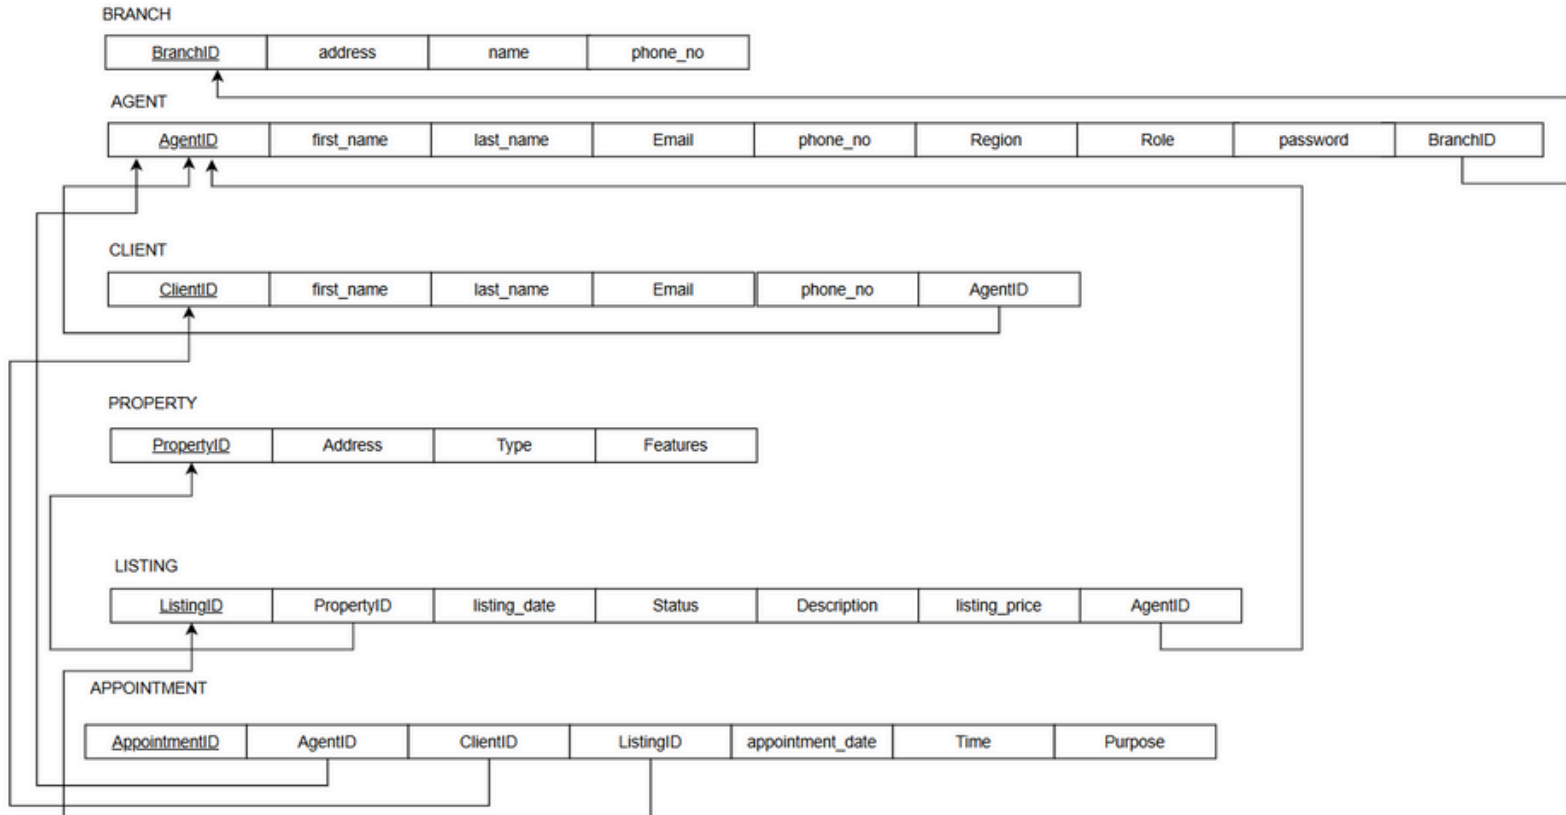 BRANCH
BranchID address name phone_no
AGENT
AgentID first_name last_name Email phone_no Region Role password BranchID
CLIENT
ClientID first_name last_name Email phone_no AgentID
PROPERTY
PropertyID Address Type Features
LISTING
ListingID PropertyID listing_date Status Description listing_price AgentID
APPOINTMENT
AppointmentID AgentID ClientID ListingID appointment_date Time Purpose